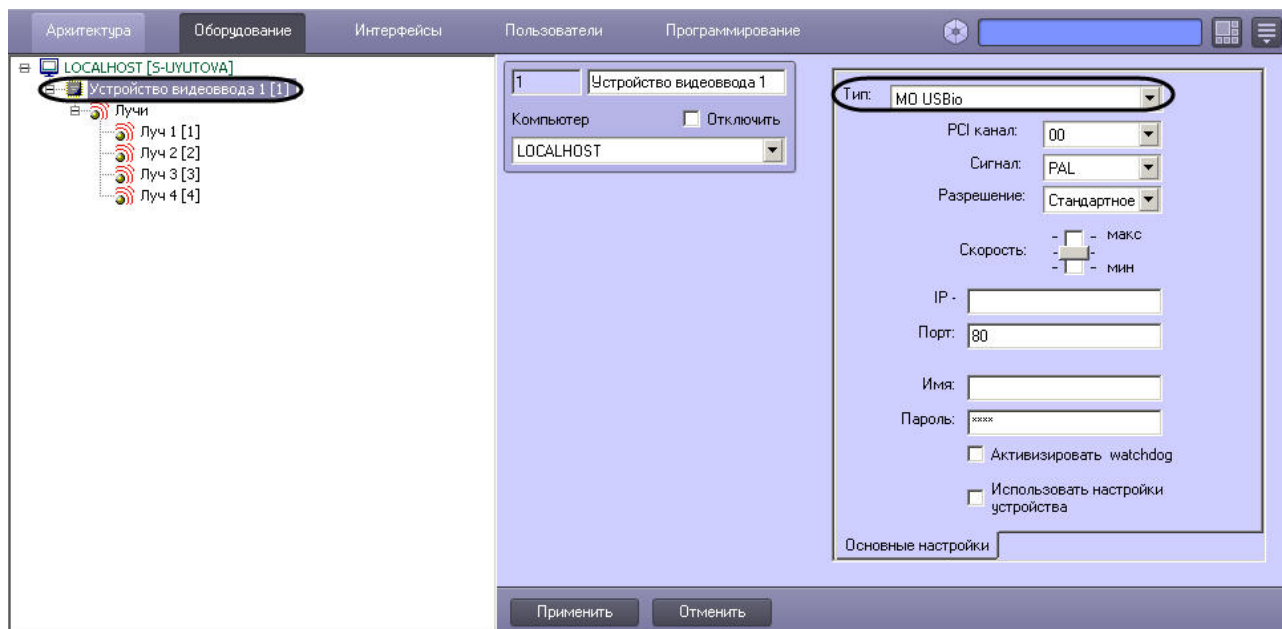 Архитектура Оборудование Интерфейсы Пользователи Программирование
LOCALHOST [S-UYUTOVA]
Устройство видеоввода 1 [1]
Лучи
Луч 1 [1]
Луч 2 [2]
Луч 3 [3]
Луч 4 [4]
1 Устройство видеоввода 1
Компьютер Отключить
LOCALHOST
Тип: МО USBio
PCI канал: 00
Сигнал: PAL
Разрешение: Стандартное
макс
Скорость:
мин
IP -
Порт: 80
Имя:
Пароль: ××××
Активизировать watchdog
Использовать настройки
устройства
Основные настройки
Применить Отменить